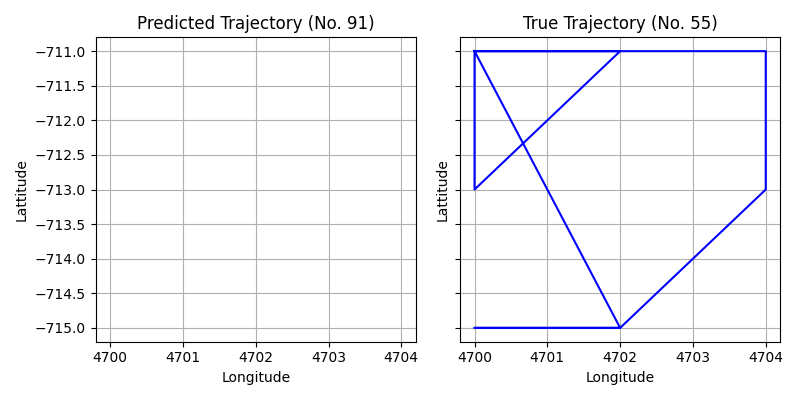 Predicted Trajectory (No. 91)
True Trajectory (No. 55)
Lattitude
−711.0
−711.5
−712.0
−712.5
−713.0
−713.5
−714.0
−714.5
−715.0
4700 4701 4702 4703 4704
Longitude
Lattitude
4700 4701 4702 4703 4704
Longitude